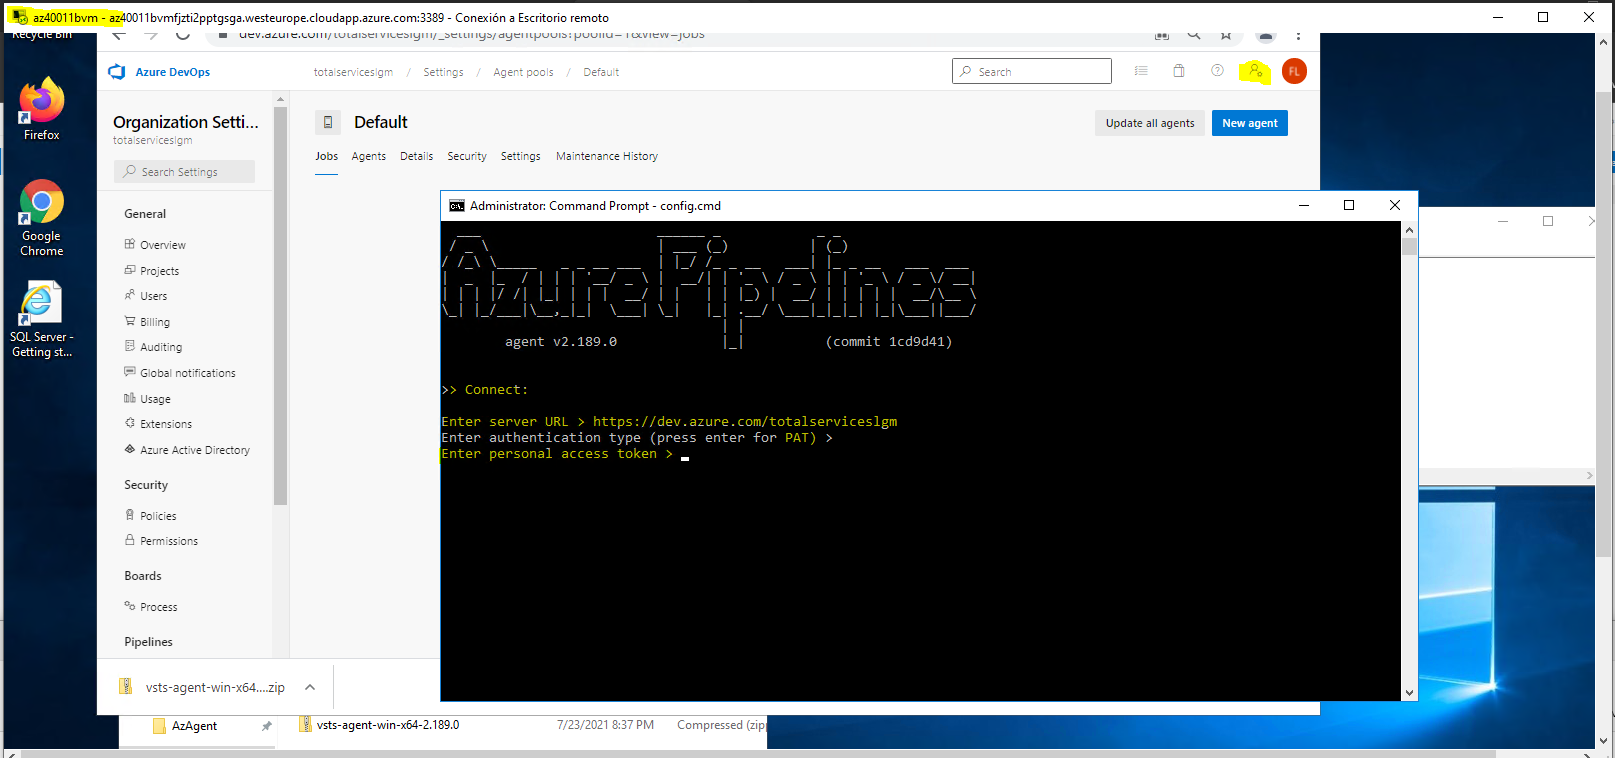 az40011bvm - az40011bvmfjzti2pptgsga.westeurope.cloudapp.azure.com:3389 - Conexión a Escritorio remoto
Recycle Bin
dev.azure.com/totalserviceslgm/_settings/agentpools?poolId=1&view=jobs
Azure DevOps
totalserviceslgm / Settings / Agent pools / Default
Search
FL
Firefox
Google
Chrome
SQL Server -
Getting st...
Organization Setti...
totalserviceslgm
Search Settings
General
Overview
Projects
Users
Billing
Auditing
Global notifications
Usage
Extensions
Azure Active Directory
Security
Policies
Permissions
Boards
Process
Pipelines
Default
Update all agents
New agent
Jobs Agents Details Security Settings Maintenance History
Administrator: Command Prompt - config.cmd
AzurePipelines
agent v2.189.0 (commit 1cd9d41)
>> Connect:
Enter server URL > https://dev.azure.com/totalserviceslgm
Enter authentication type (press enter for PAT) >
Enter personal access token >
vsts-agent-win-x64....zip
AzAgent
vsts-agent-win-x64-2.189.0 7/23/2021 8:37 PM Compressed (zipp